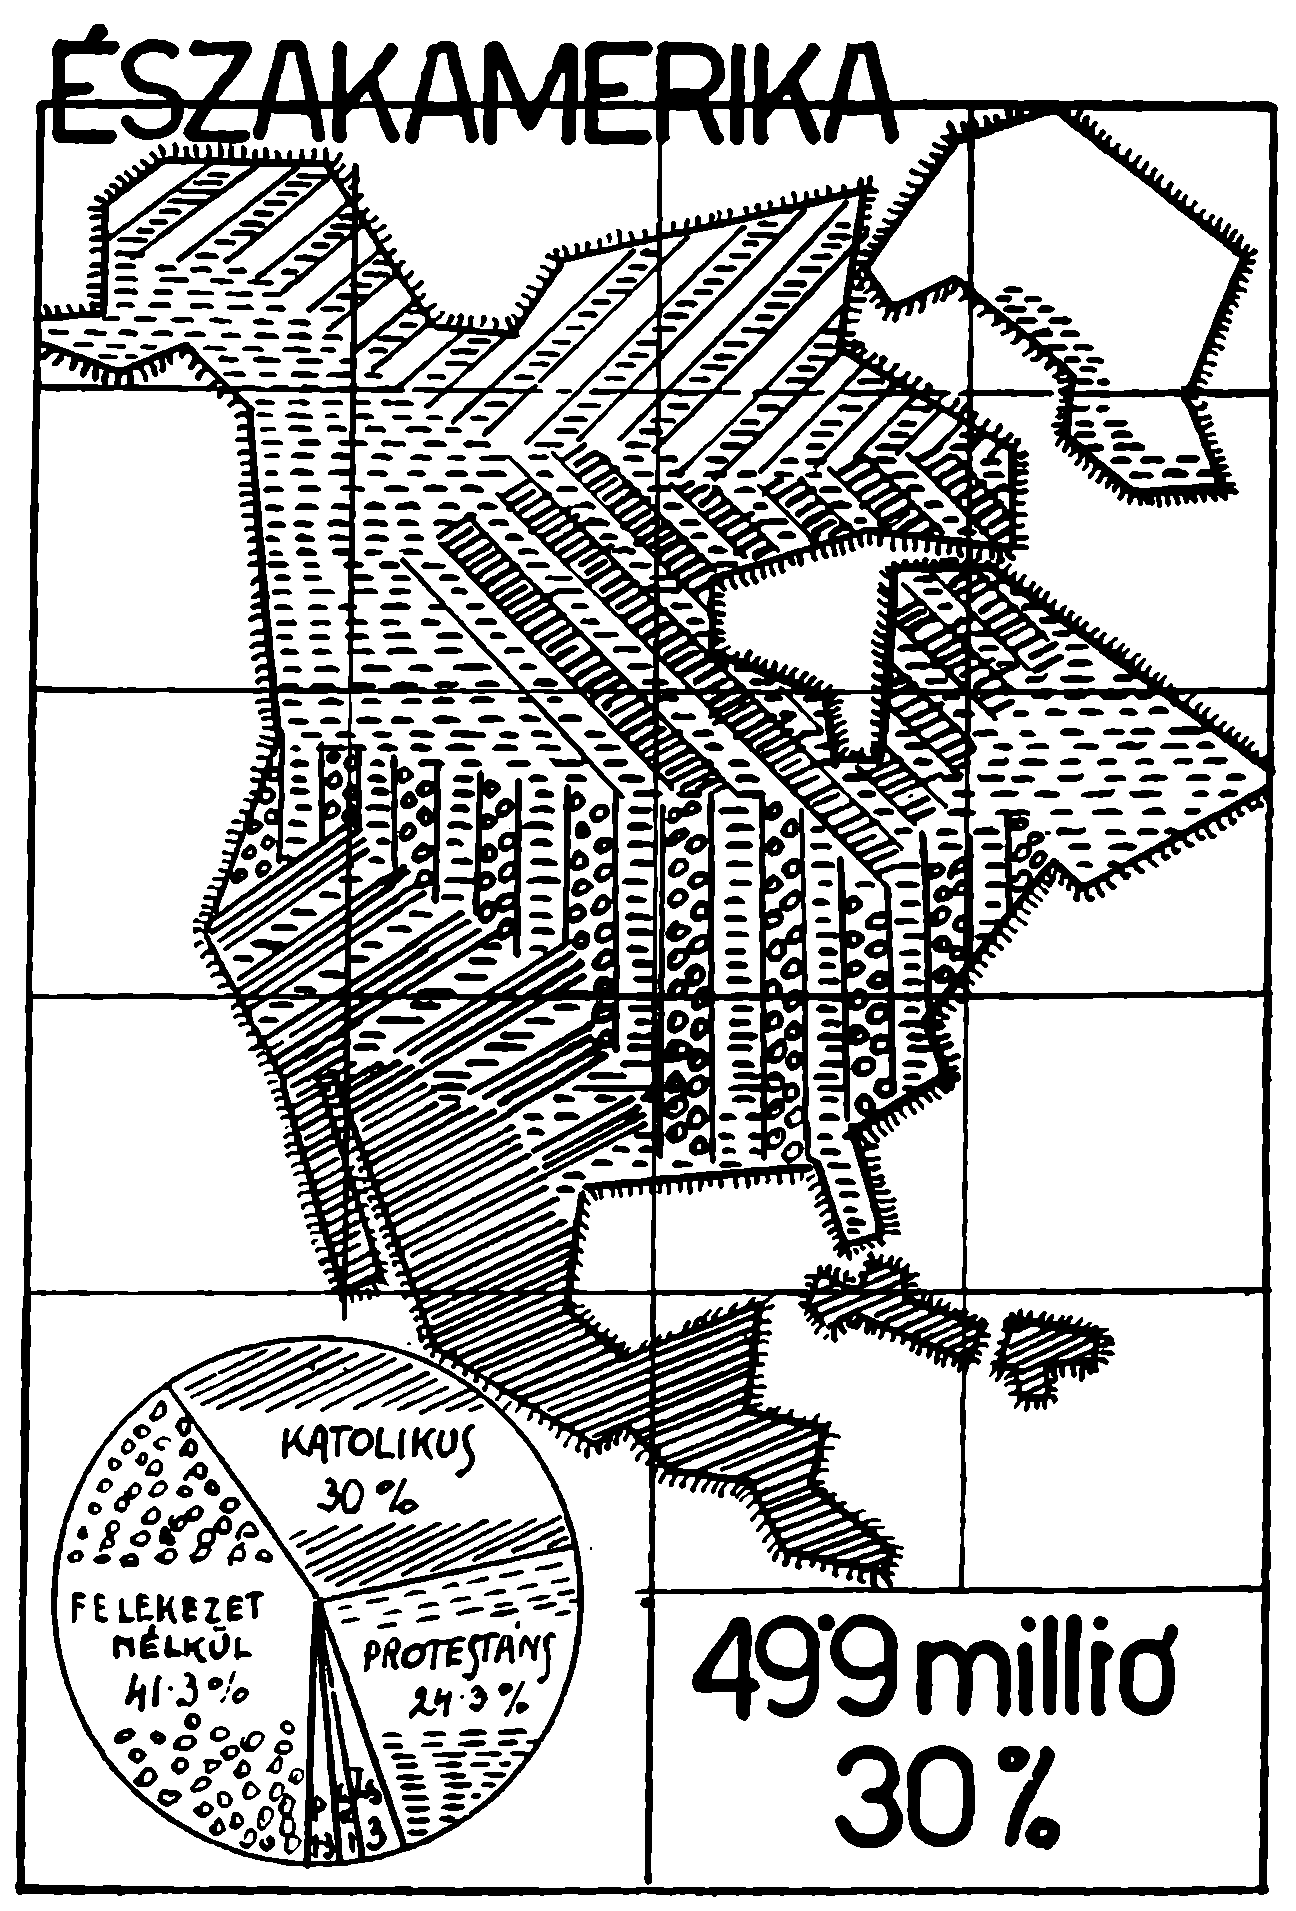 ÉSZAKAMERIKA
KATOLIKUS
30%
FELEKEZET
NÉLKÜL
41·3%
PROTESTÁNS
24·3%
49·9 millió
30%